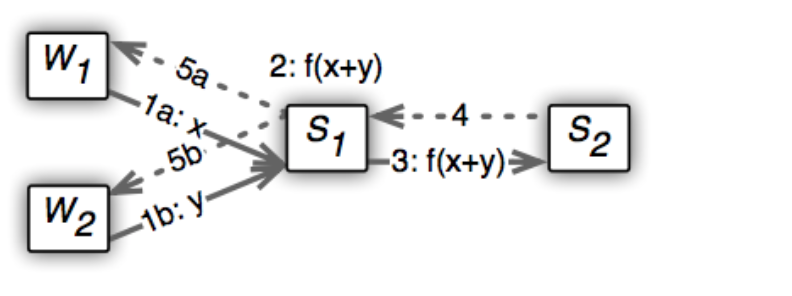 W1
5a
2: f(x+y)
1a: x
S1
4
S2
5b
3: f(x+y)
W2
1b: y